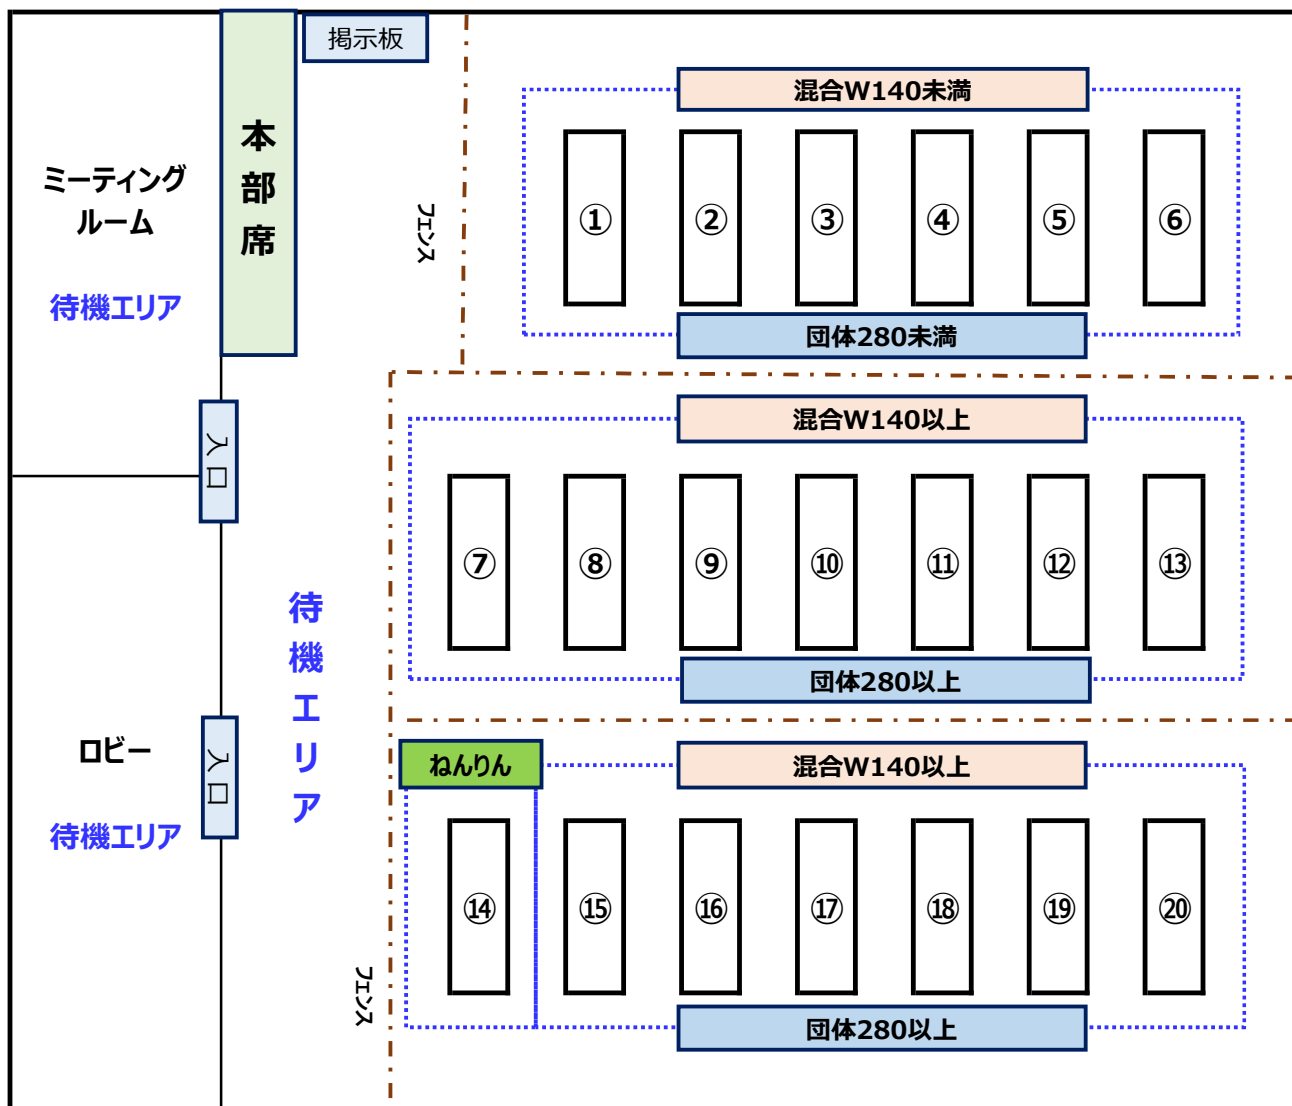 掲示板
本部席
ミーティング
ルーム
待機エリア
フェンス
混合W140未満
① ② ③ ④ ⑤ ⑥
団体280未満
入口
混合W140以上
⑦ ⑧ ⑨ ⑩ ⑪ ⑫ ⑬
団体280以上
待機エリア
ロビー
待機エリア
入口
ねんりん
混合W140以上
⑭ ⑮ ⑯ ⑰ ⑱ ⑲ ⑳
フェンス
団体280以上